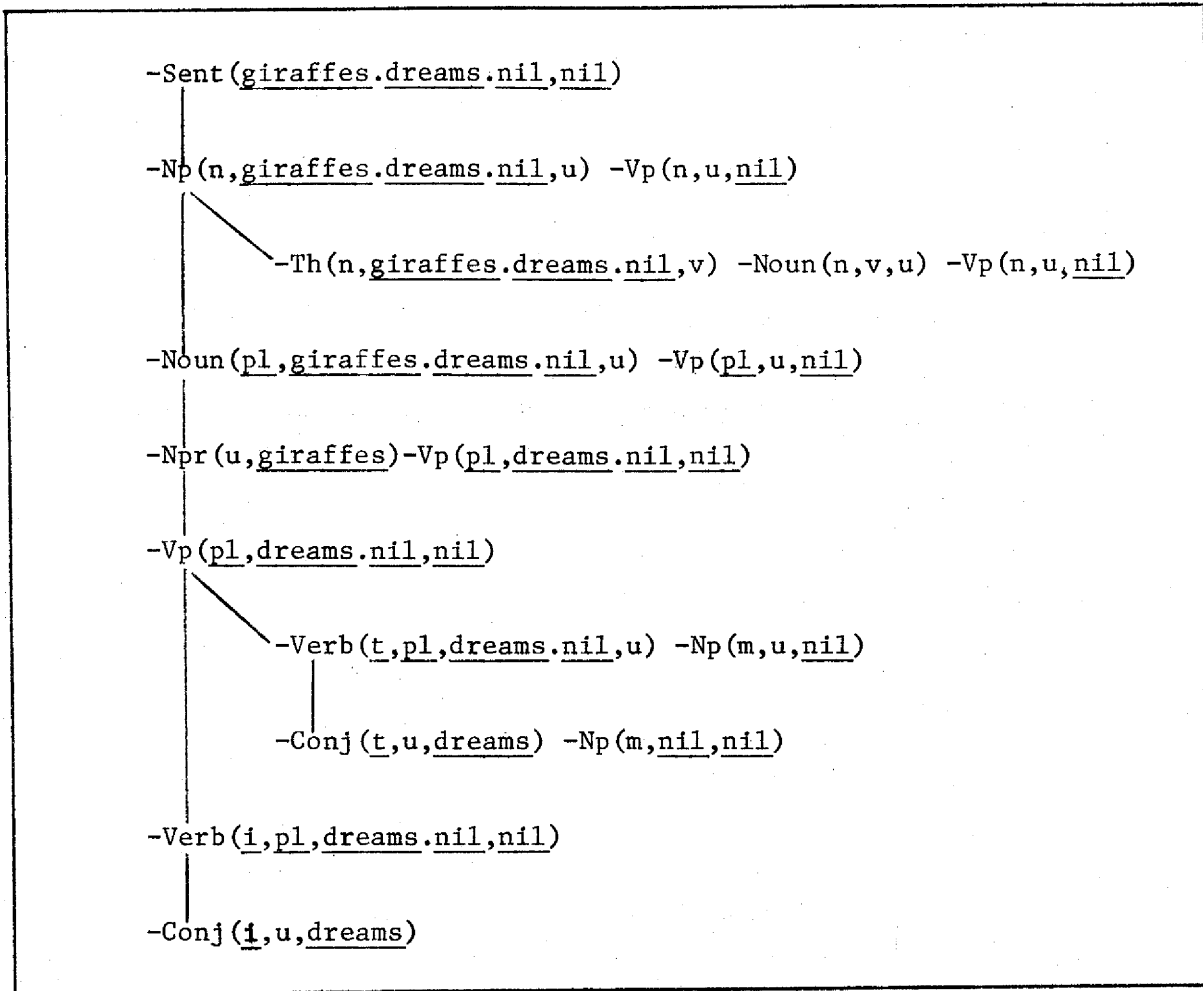 -Sent(giraffes.dreams.nil,nil)
-Np(n,giraffes.dreams.nil,u) -Vp(n,u,nil)
-Th(n,giraffes.dreams.nil,v) -Noun(n,v,u) -Vp(n,u,nil)
-Noun(pl,giraffes.dreams.nil,u) -Vp(pl,u,nil)
-Npr(u,giraffes)-Vp(pl,dreams.nil,nil)
-Vp(pl,dreams.nil,nil)
-Verb(t,pl,dreams.nil,u) -Np(m,u,nil)
-Conj(t,u,dreams) -Np(m,nil,nil)
-Verb(i,pl,dreams.nil,nil)
-Conj(i,u,dreams)